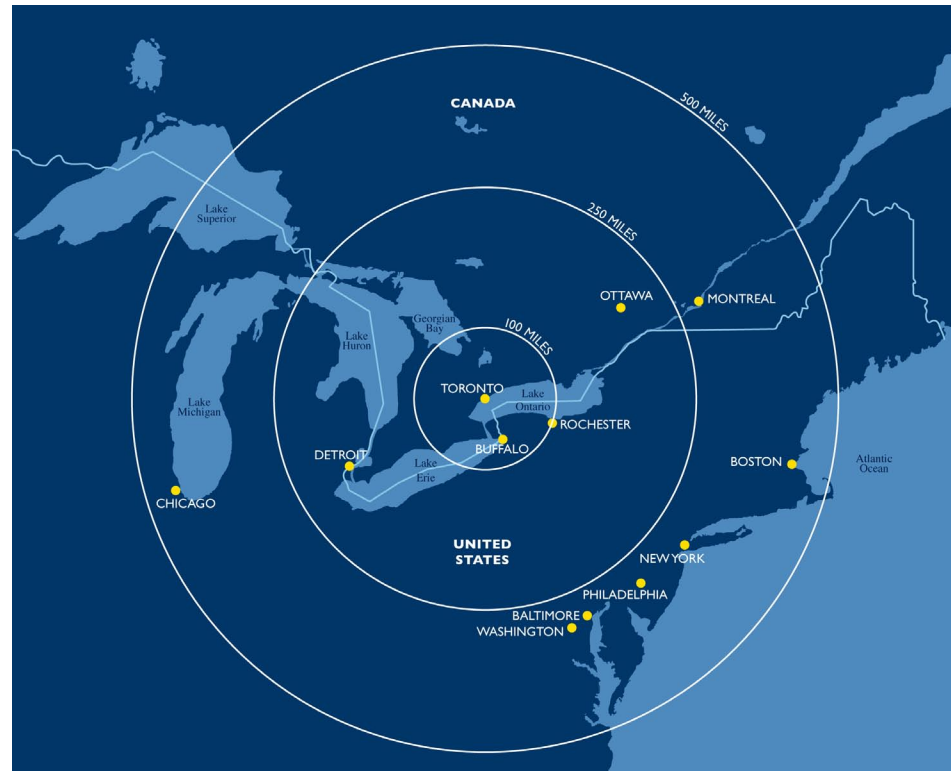 CANADA
500 MILES
Lake
Superior
250 MILES
OTTAWA
MONTREAL
Georgian
Bay
Lake
Huron
100 MILES
Lake
Michigan
TORONTO
Lake
Ontario
ROCHESTER
BUFFALO
DETROIT
Lake
Erie
BOSTON
Atlantic
Ocean
CHICAGO
UNITED
STATES
NEW YORK
PHILADELPHIA
BALTIMORE
WASHINGTON